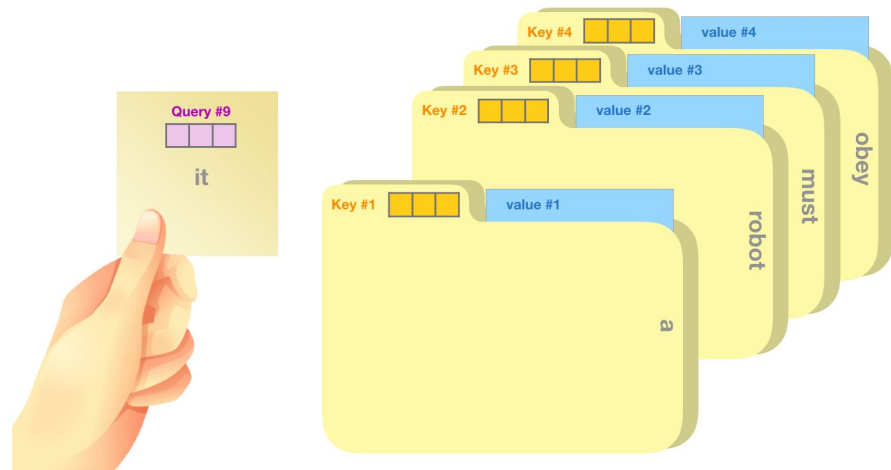 Query #9
it
Key #1
value #1
a
Key #2
value #2
robot
Key #3
value #3
must
Key #4
value #4
obey